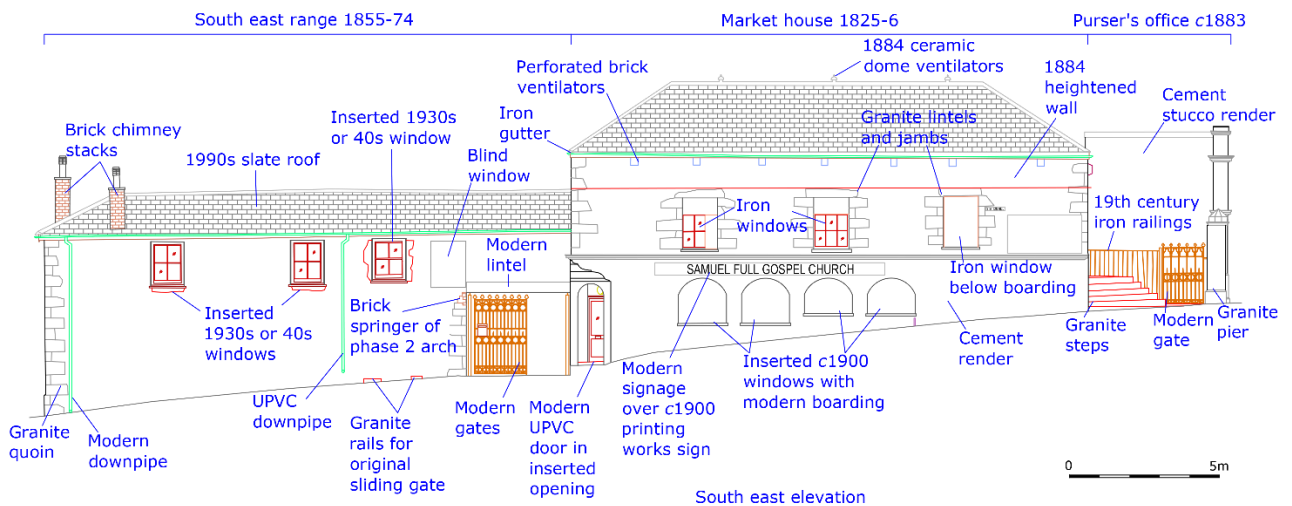 South east range 1855-74
Market house 1825-6
Purser's office c1883
1884 ceramic
dome ventilators
Perforated brick
ventilators
1884
heightened
wall
Cement
stucco render
Inserted 1930s
or 40s window
Iron
gutter
Granite lintels
and jambs
Brick chimney
stacks
1990s slate roof
Blind
window
19th century
iron railings
Iron
windows
Modern
lintel
SAMUEL FULL GOSPEL CHURCH
Iron window
below boarding
Inserted
1930s or 40s
windows
Brick
springer of
phase 2 arch
Granite
steps
Modern
gate
Granite
pier
Cement
render
Inserted c1900
windows with
modern boarding
Modern
signage
over c1900
printing
works sign
UPVC
downpipe
Granite
rails for
original
sliding gate
Modern
gates
Modern
UPVC
door in
inserted
opening
Granite
quoin
Modern
downpipe
0 5m
South east elevation